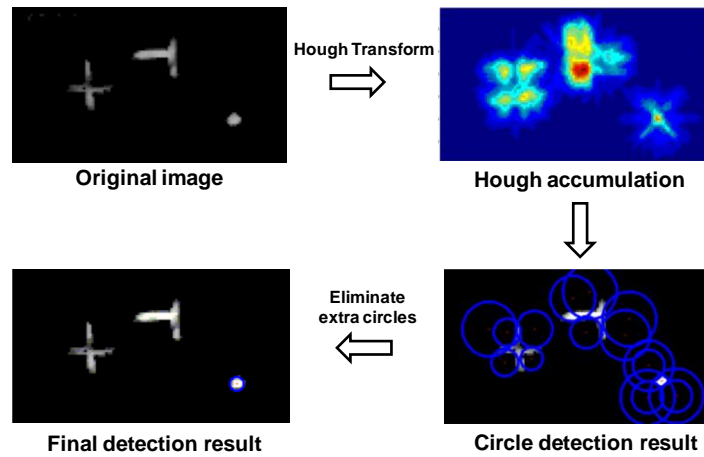 Hough Transform
Original image
Hough accumulation
Eliminate
extra circles
Final detection result
Circle detection result